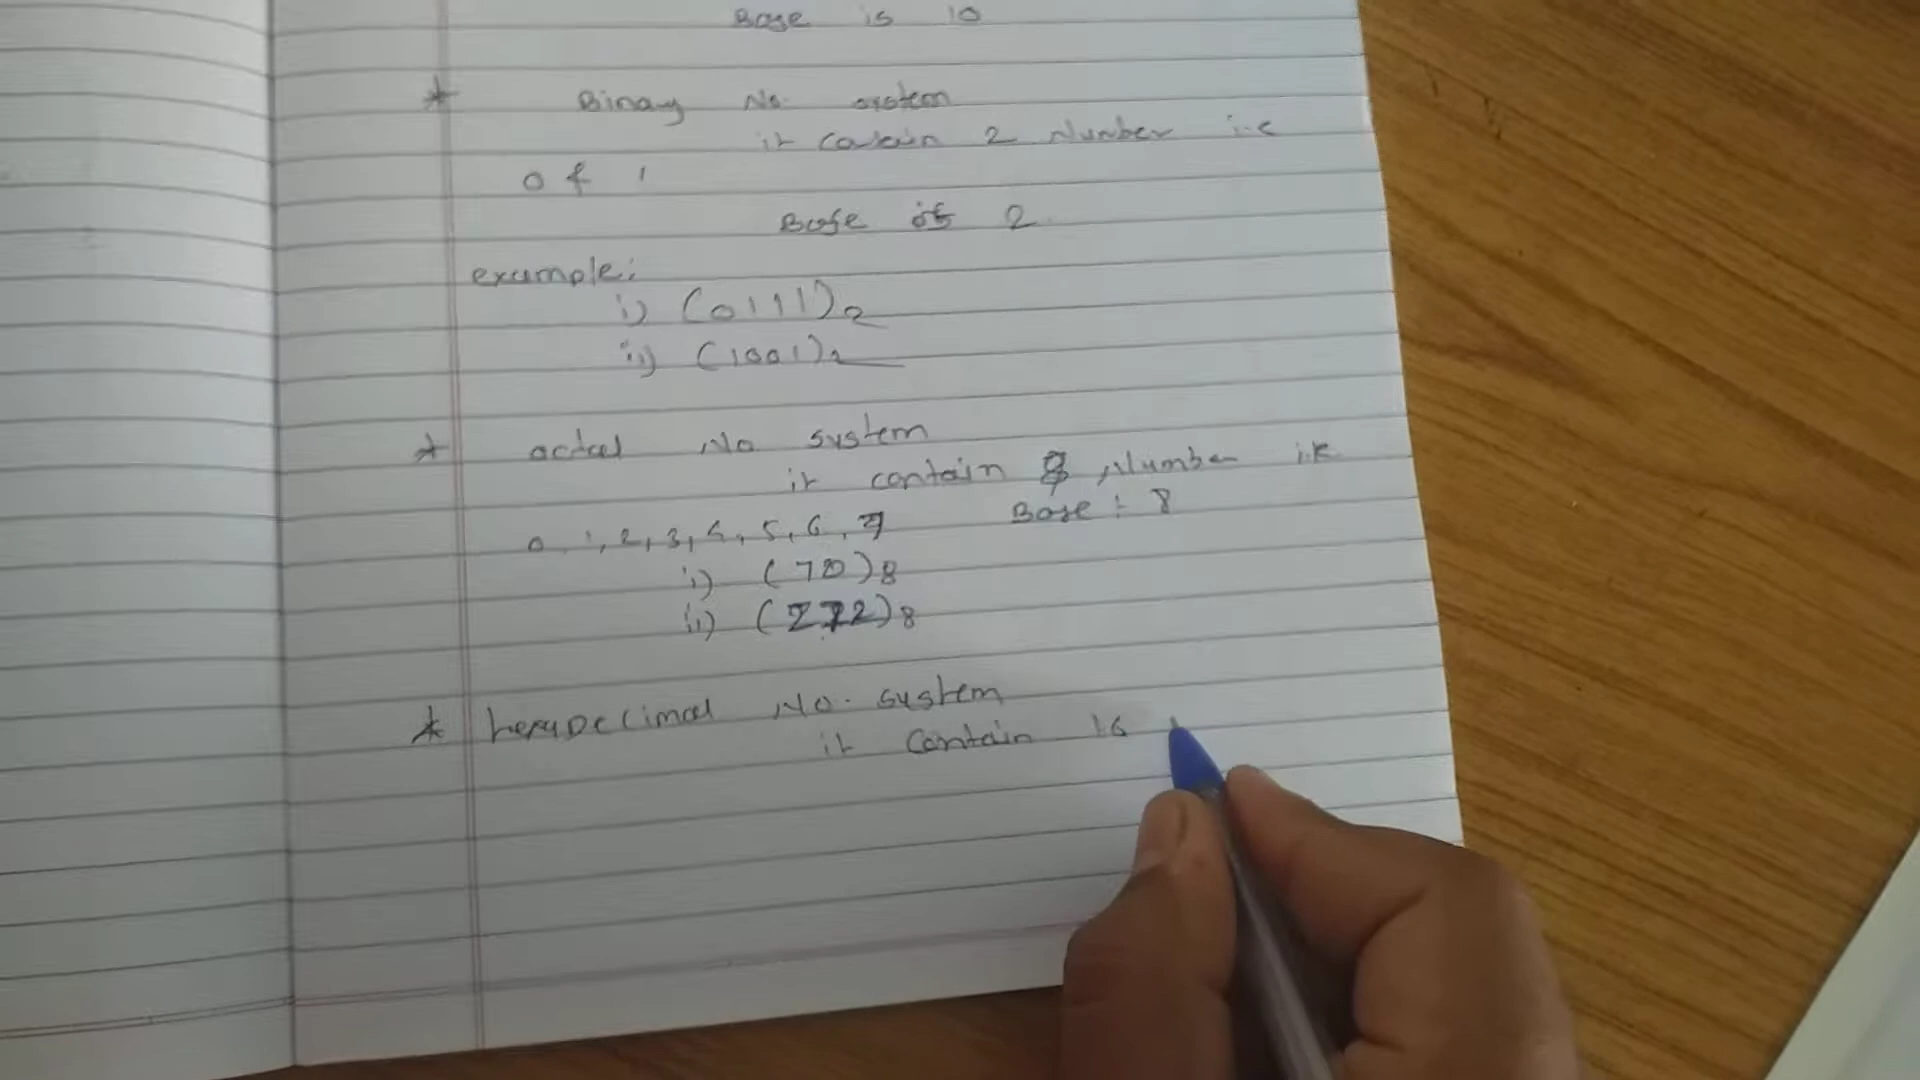 Base is 10
* Binary No. system
it contain 2 Number i.e
0 & 1
Base is 2
example:
i) (0111)2
ii) (1001)2
* octal No system
it contain 8 Number i.e
0, 1, 2, 3, 4, 5, 6, 7 Base : 8
i) (70)8
ii) (272)8
* hexaDecimal No. system
it contain 16